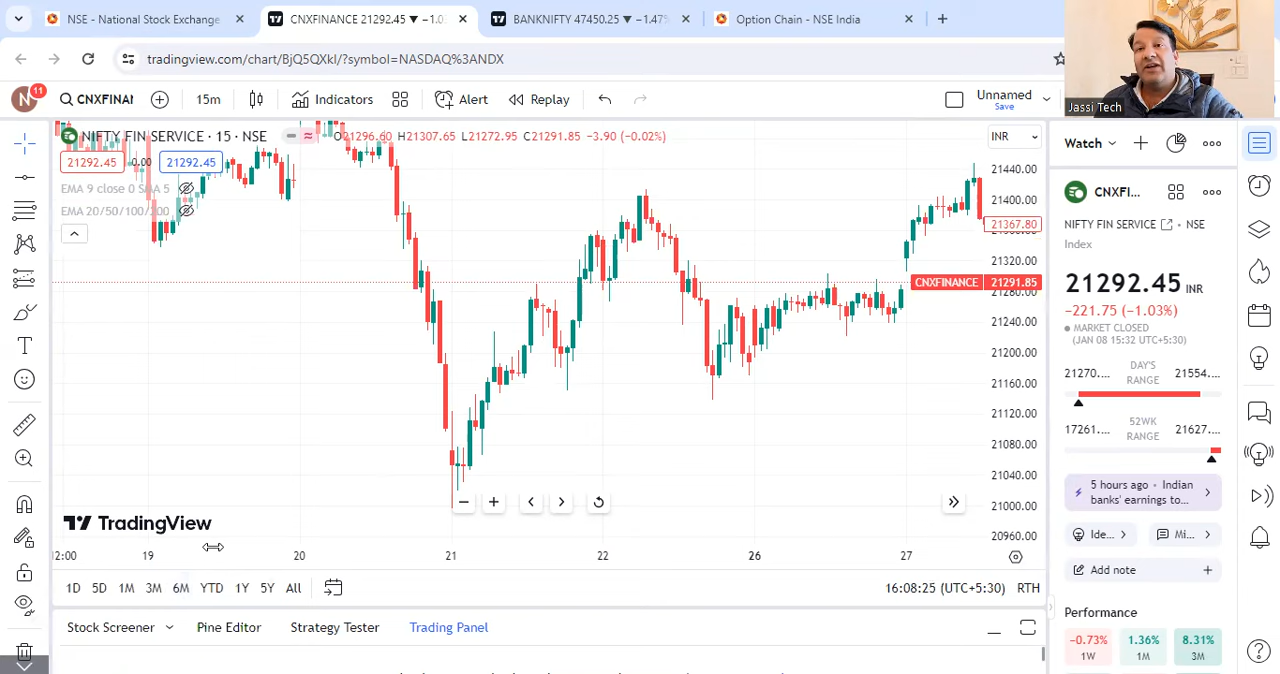 NSE - National Stock Exchange
CNXFINANCE 21292.45 ▼ −1.0
BANKNIFTY 47450.25 ▼ −1.47%
Option Chain - NSE India
tradingview.com/chart/BjQ5QXkI/?symbol=NASDAQ%3ANDX
N 11 CNXFINAN 15m Indicators Alert Replay Unnamed
Save
Jassi Tech
NIFTY FIN SERVICE · 15 · NSE O21296.60 H21307.65 L21272.95 C21291.85 −3.90 (−0.02%)
INR
21292.45 0.00 21292.45
EMA 9 close 0 SMA 5
EMA 20/50/100/200
21440.00
21400.00
21367.80
21320.00
CNXFINANCE 21291.85
21280.00
21240.00
21200.00
21160.00
21120.00
21080.00
21040.00
21000.00
20960.00
TradingView
12:00 19 20 21 22 26 27
1D 5D 1M 3M 6M YTD 1Y 5Y All 16:08:25 (UTC+5:30) RTH
Stock Screener Pine Editor Strategy Tester Trading Panel
Watch
CNXFI...
NIFTY FIN SERVICE • NSE
Index
21292.45 INR
−221.75 (−1.03%)
MARKET CLOSED
(JAN 08 15:32 UTC+5:30)
21270.... DAY'S RANGE 21554....
17261.... 52WK RANGE 21627....
5 hours ago • Indian
banks' earnings to...
Ide... Mi...
Add note
Performance
−0.73% 1.36% 8.31%
1W 1M 3M